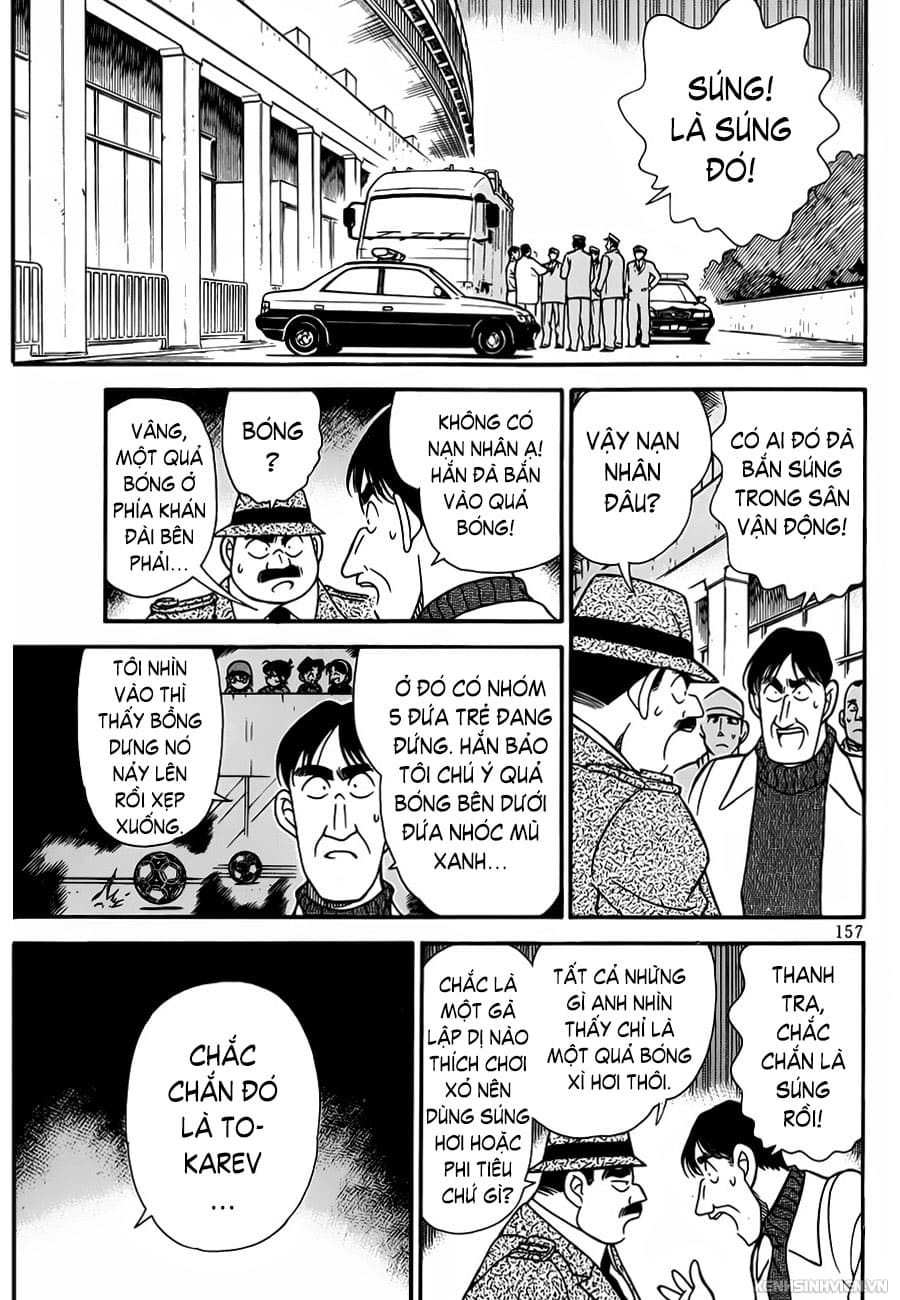 SÚNG!
LÀ SÚNG
ĐÓ!
CÓ AI ĐÓ ĐÃ
BẮN SÚNG
TRONG SÂN
VẬN ĐỘNG!
VẬY NẠN
NHÂN
ĐÂU?
KHÔNG CÓ
NẠN NHÂN Ạ!
HẮN ĐÃ BẮN
VÀO QUẢ
BÓNG!
BÓNG
?
VÂNG,
MỘT QUẢ
BÓNG Ở
PHÍA KHÁN
ĐÀI BÊN
PHẢI...
Ở ĐÓ CÓ NHÓM
5 ĐỨA TRẺ ĐANG
ĐỨNG. HẮN BẢO
TÔI CHÚ Ý QUẢ
BÓNG BÊN DƯỚI
ĐỨA NHÓC MŨ
XANH...
TÔI NHÌN
VÀO THÌ
THẤY BỖNG
DƯNG NÓ
NẢY LÊN
RỒI XẸP
XUỐNG.
157
THANH
TRA,
CHẮC
CHẮN LÀ
SÚNG
RỒI!
TẤT CẢ NHỮNG
GÌ ANH NHÌN
THẤY CHỈ LÀ
MỘT QUẢ BÓNG
XÌ HƠI THÔI.
CHẮC LÀ
MỘT GÃ
LẬP DỊ NÀO
THÍCH CHƠI
XỎ NÊN
DÙNG SÚNG
HƠI HOẶC
PHI TIÊU
CHỨ GÌ?
CHẮC
CHẮN ĐÓ
LÀ TO-
KAREV
...
KENHSINHVIEN.VN